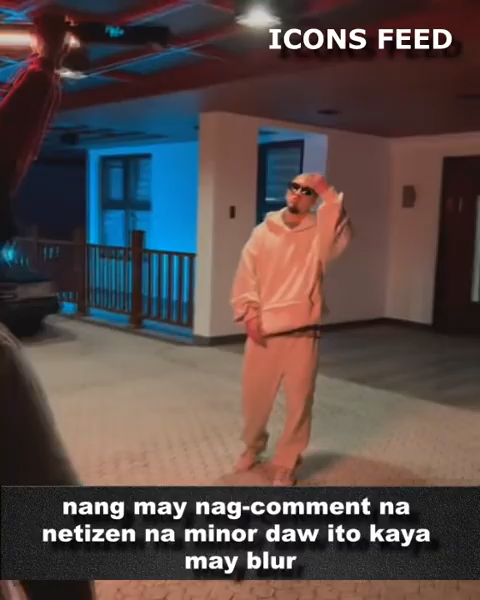 ICONS FEED
nang may nag-comment na
netizen na minor daw ito kaya
may blur